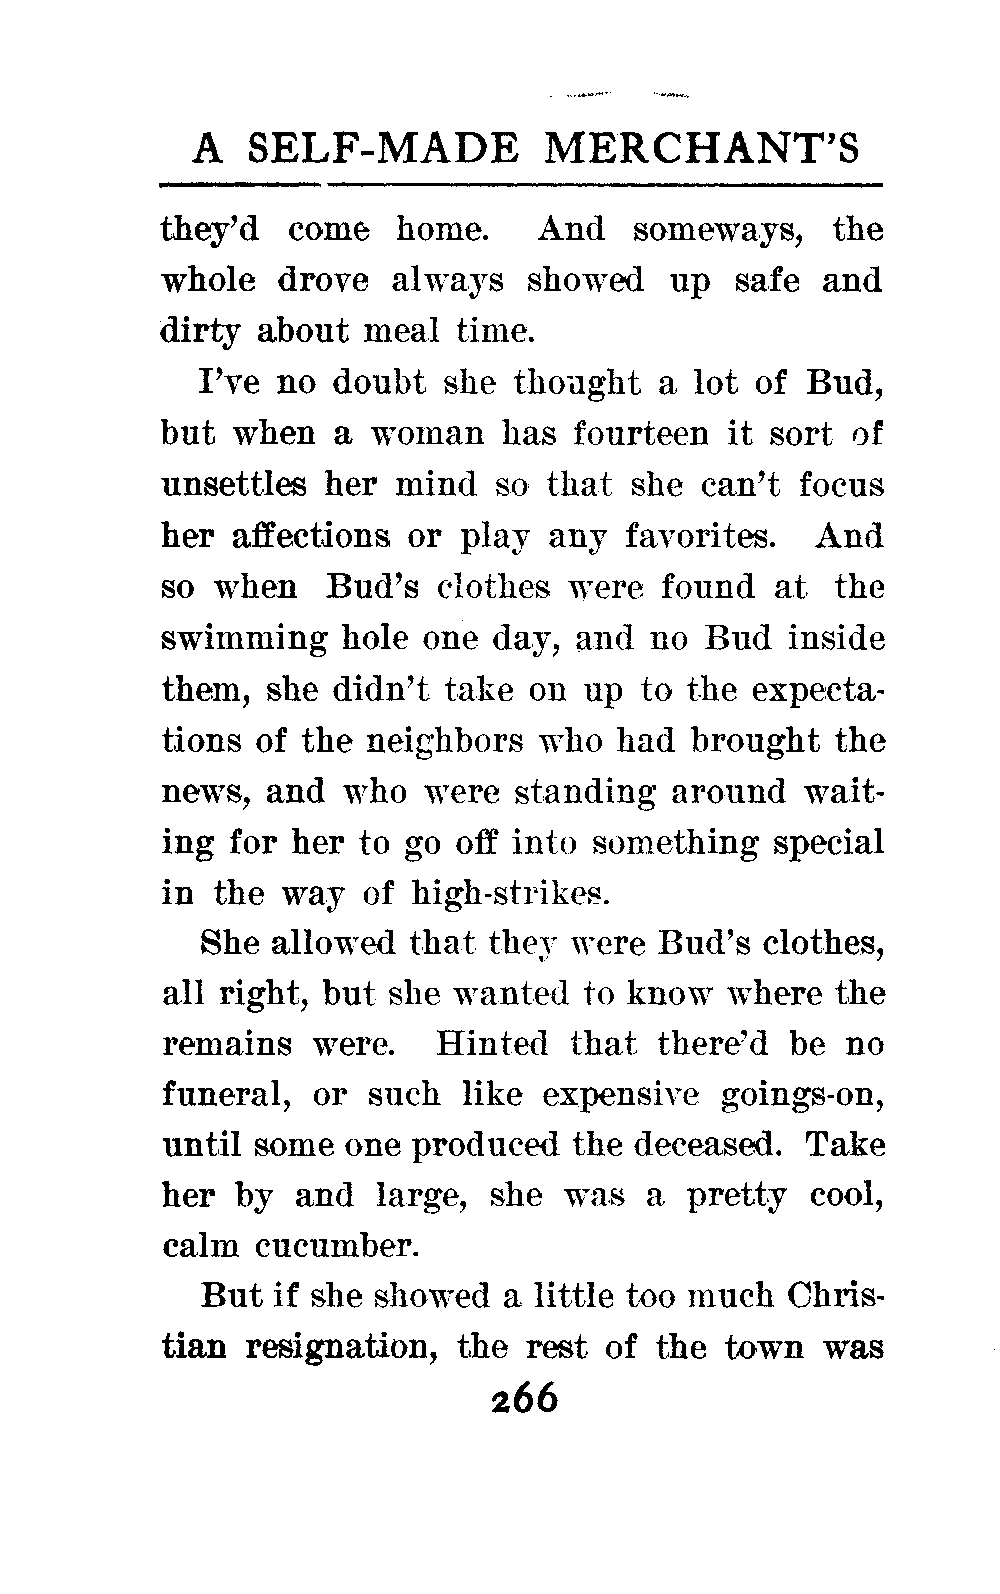 A SELF-MADE MERCHANT'S
they'd come home. And someways, the
whole drove always showed up safe and
dirty about meal time.
I've no doubt she thought a lot of Bud,
but when a woman has fourteen it sort of
unsettles her mind so that she can't focus
her affections or play any favorites. And
so when Bud's clothes were found at the
swimming hole one day, and no Bud inside
them, she didn't take on up to the expecta-
tions of the neighbors who had brought the
news, and who were standing around wait-
ing for her to go off into something special
in the way of high-strikes.
She allowed that they were Bud's clothes,
all right, but she wanted to know where the
remains were. Hinted that there'd be no
funeral, or such like expensive goings-on,
until some one produced the deceased. Take
her by and large, she was a pretty cool,
calm cucumber.
But if she showed a little too much Chris-
tian resignation, the rest of the town was
266